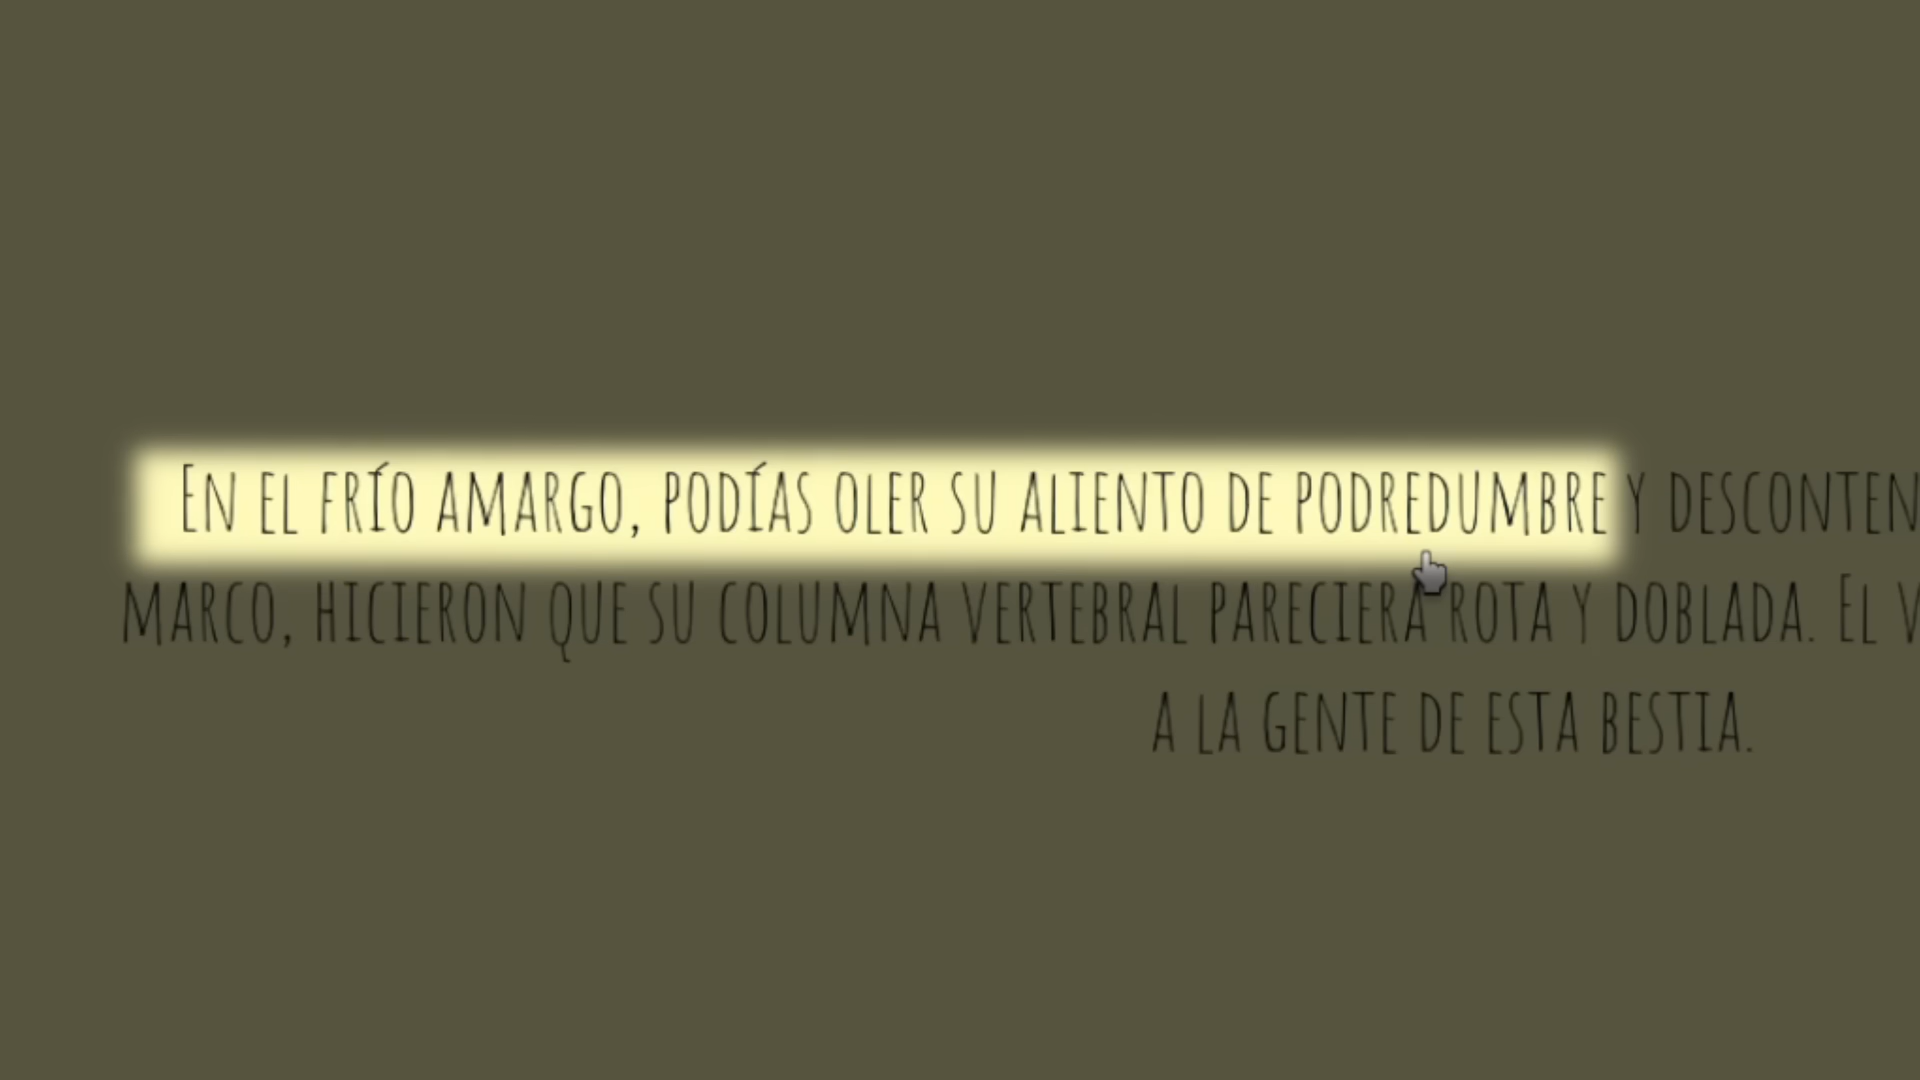 En el frío amargo, podías oler su aliento de podredumbre y
marco, hicieron que su columna vertebral pareciera rota y doblada. El
a la gente de esta bestia.